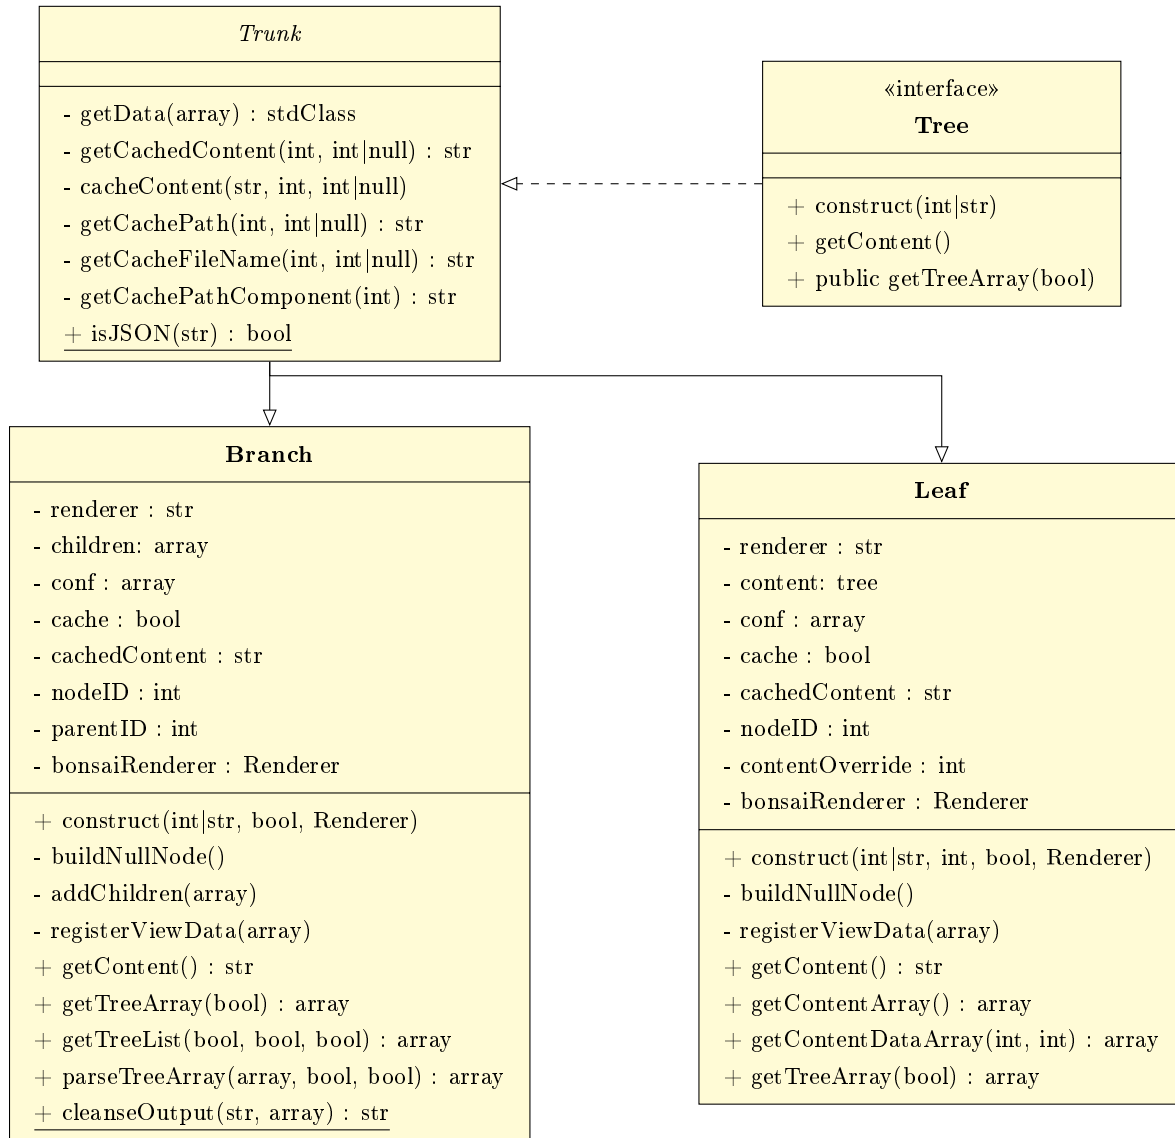 Trunk
- getData(array) : stdClass
- getCachedContent(int, int|null) : str
- cacheContent(str, int, int|null)
- getCachePath(int, int|null) : str
- getCacheFileName(int, int|null) : str
- getCachePathComponent(int) : str
+ isJSON(str) : bool
«interface»
Tree
+ construct(int|str)
+ getContent()
+ public getTreeArray(bool)
Branch
- renderer : str
- children: array
- conf : array
- cache : bool
- cachedContent : str
- nodeID : int
- parentID : int
- bonsaiRenderer : Renderer
+ construct(int|str, bool, Renderer)
- buildNullNode()
- addChildren(array)
- registerViewData(array)
+ getContent() : str
+ getTreeArray(bool) : array
+ getTreeList(bool, bool, bool) : array
+ parseTreeArray(array, bool, bool) : array
+ cleanseOutput(str, array) : str
Leaf
- renderer : str
- content: tree
- conf : array
- cache : bool
- cachedContent : str
- nodeID : int
- contentOverride : int
- bonsaiRenderer : Renderer
+ construct(int|str, int, bool, Renderer)
- buildNullNode()
- registerViewData(array)
+ getContent() : str
+ getContentArray() : array
+ getContentDataArray(int, int) : array
+ getTreeArray(bool) : array